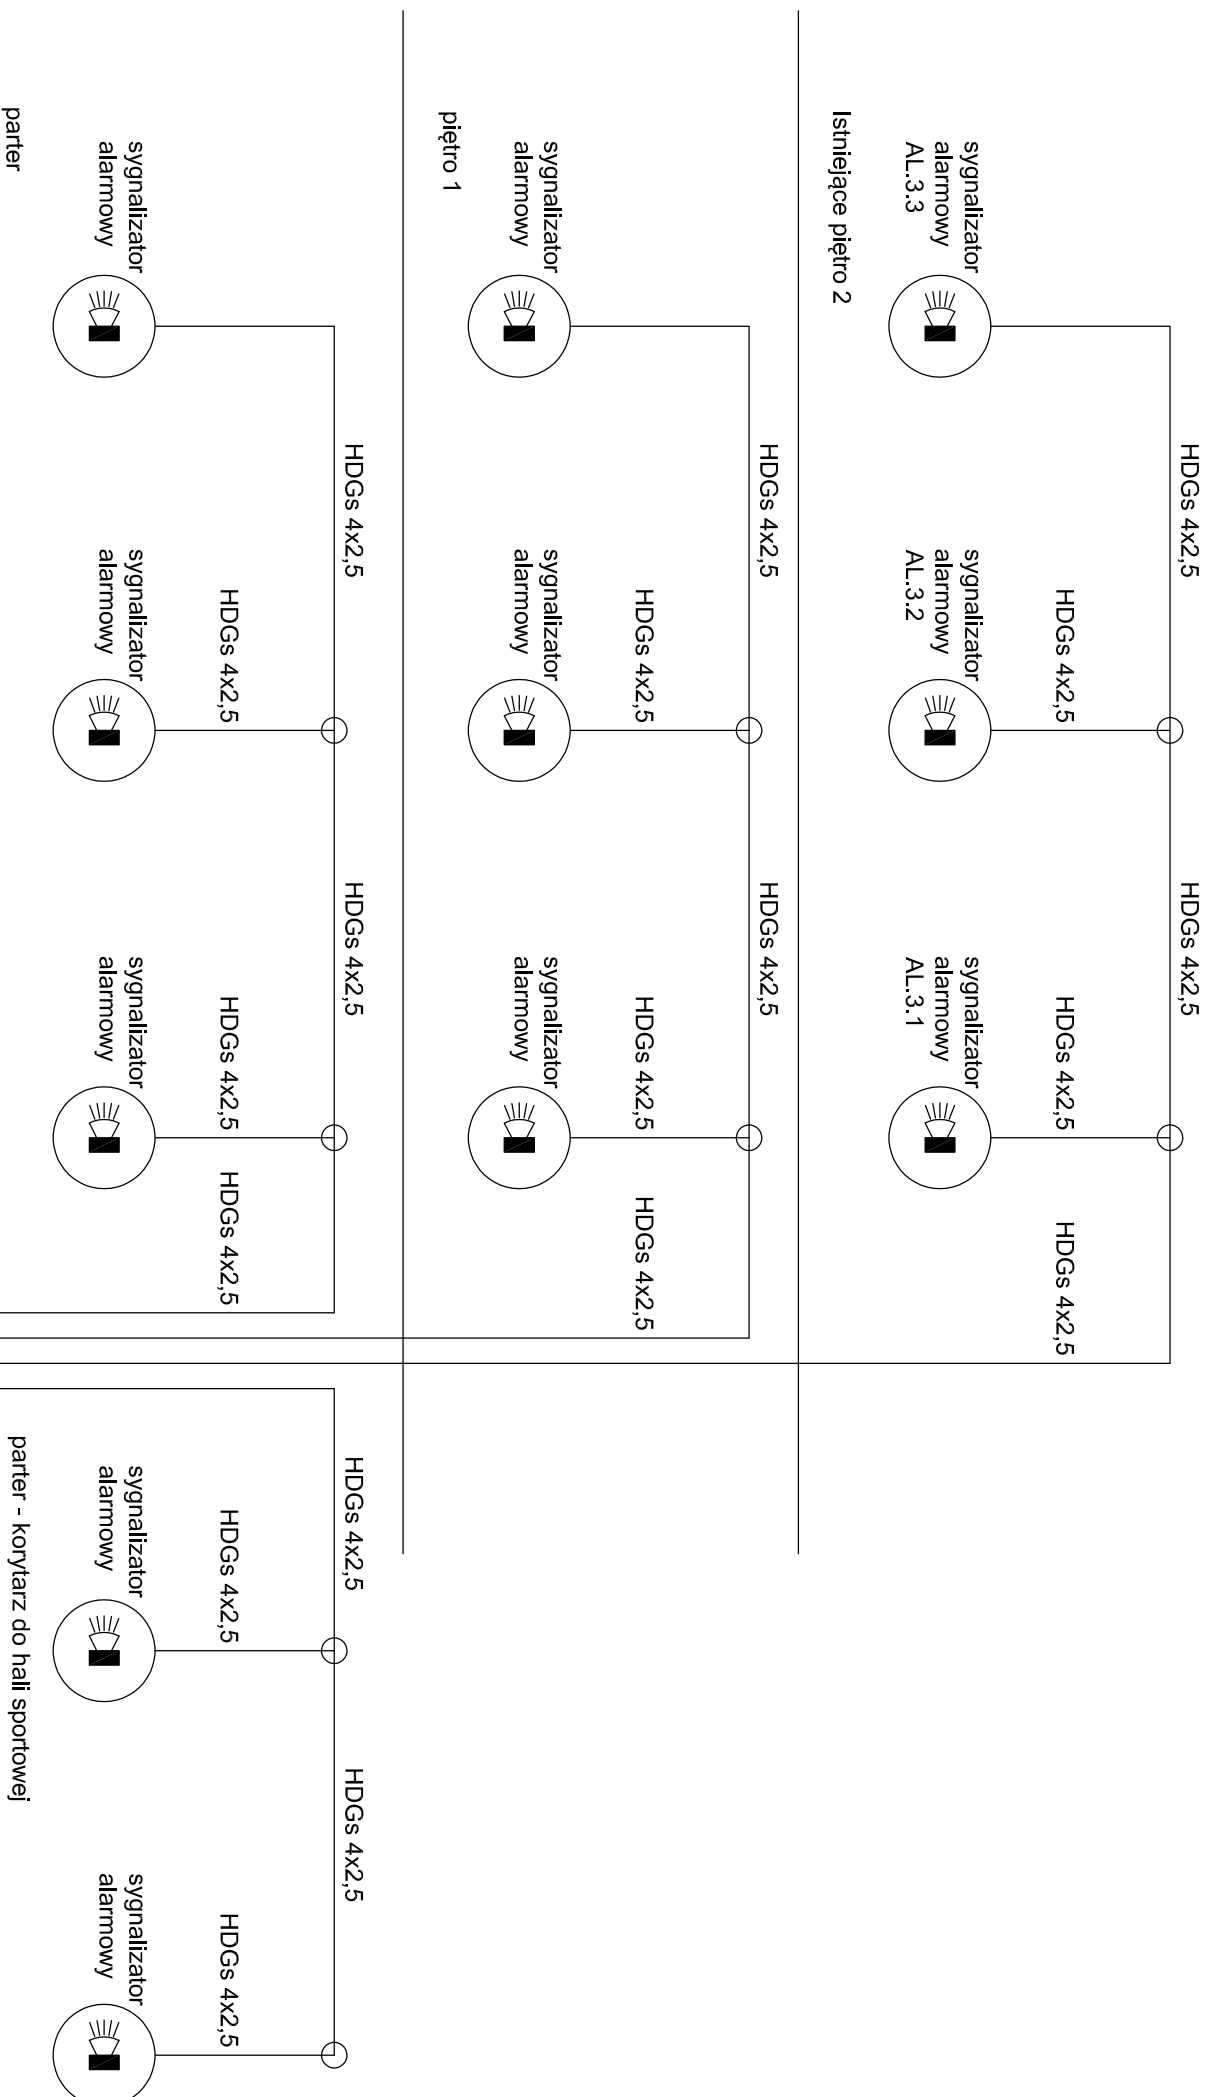 HDGs 4x2,5
HDGs 4x2,5
sygnalizator
alarmowy
AL.3.3
sygnalizator
alarmowy
AL.3.2
HDGs 4x2,5
sygnalizator
alarmowy
AL.3.1
HDGs 4x2,5
HDGs 4x2,5
Istniejące piętro 2
HDGs 4x2,5
HDGs 4x2,5
sygnalizator
alarmowy
sygnalizator
alarmowy
HDGs 4x2,5
sygnalizator
alarmowy
HDGs 4x2,5
HDGs 4x2,5
piętro 1
HDGs 4x2,5
HDGs 4x2,5
sygnalizator
alarmowy
sygnalizator
alarmowy
HDGs 4x2,5
sygnalizator
alarmowy
HDGs 4x2,5
HDGs 4x2,5
parter
HDGs 4x2,5
HDGs 4x2,5
sygnalizator
alarmowy
HDGs 4x2,5
sygnalizator
alarmowy
HDGs 4x2,5
parter - korytarz do hali sportowej